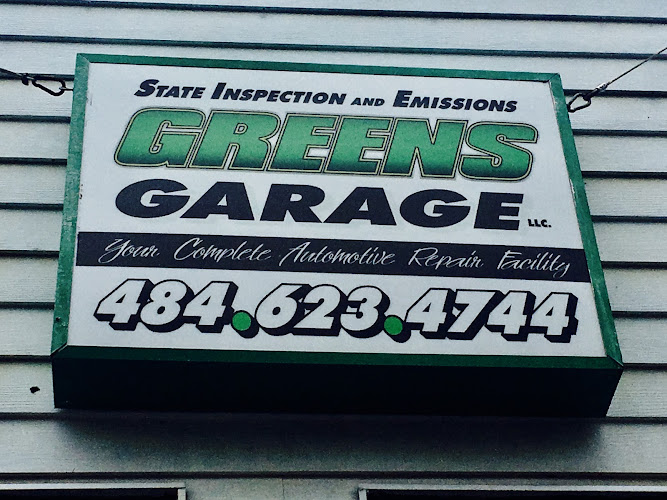 State Inspection and Emissions
GREENS
GARAGE LLC.
Your Complete Automotive Repair Facility
484.623.4744